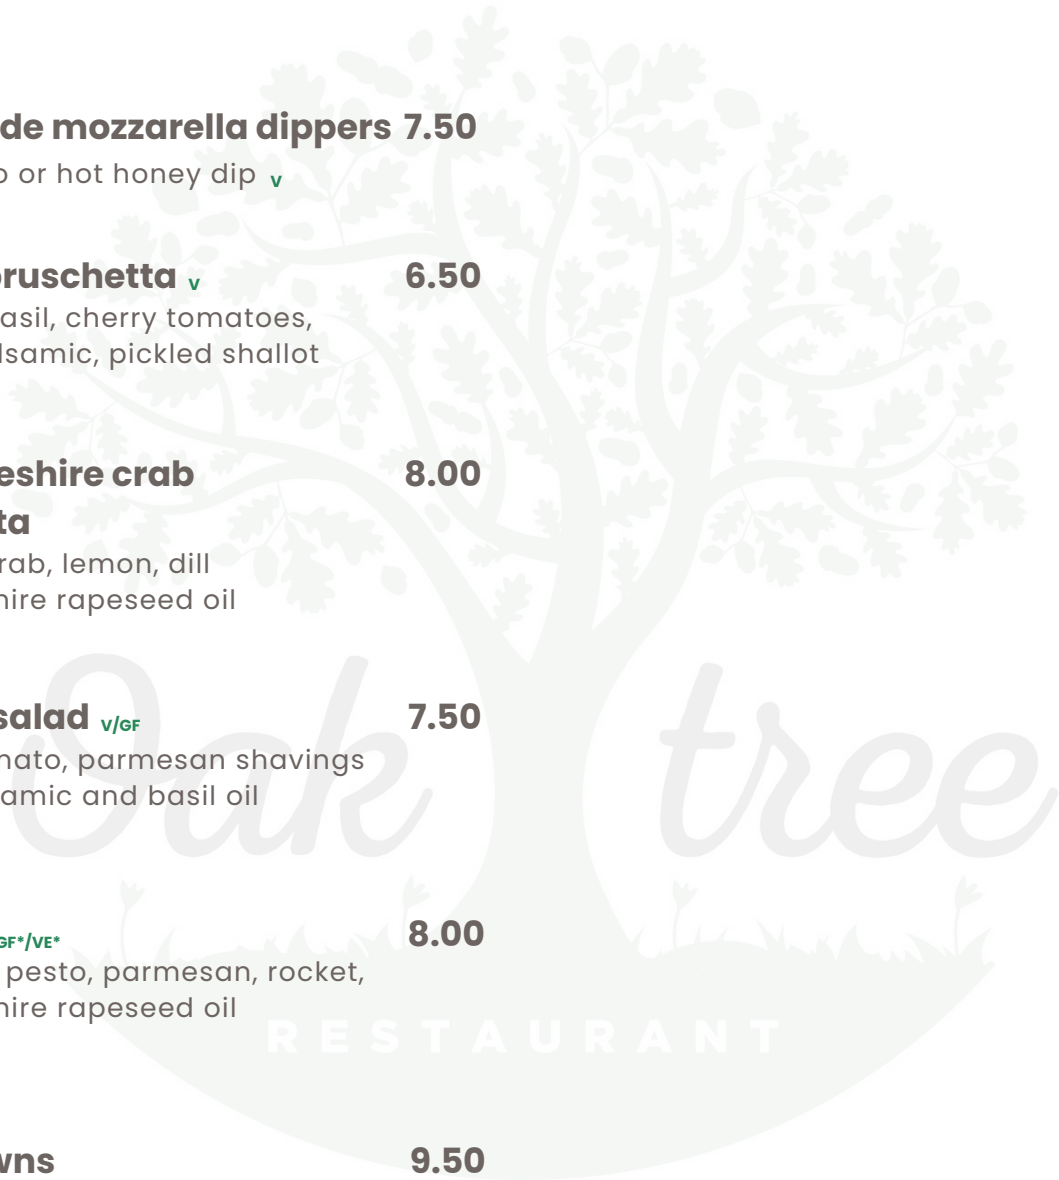 de mozzarella dippers 7.50
o or hot honey dip V
bruschetta V 6.50
asil, cherry tomatoes,
lsamic, pickled shallot
eshire crab 8.00
ta
rab, lemon, dill
hire rapeseed oil
salad V/GF 7.50
mato, parmesan shavings
amic and basil oil
Oak tree
GF*/VE* 8.00
pesto, parmesan, rocket,
hire rapeseed oil
RESTAURANT
wns 9.50